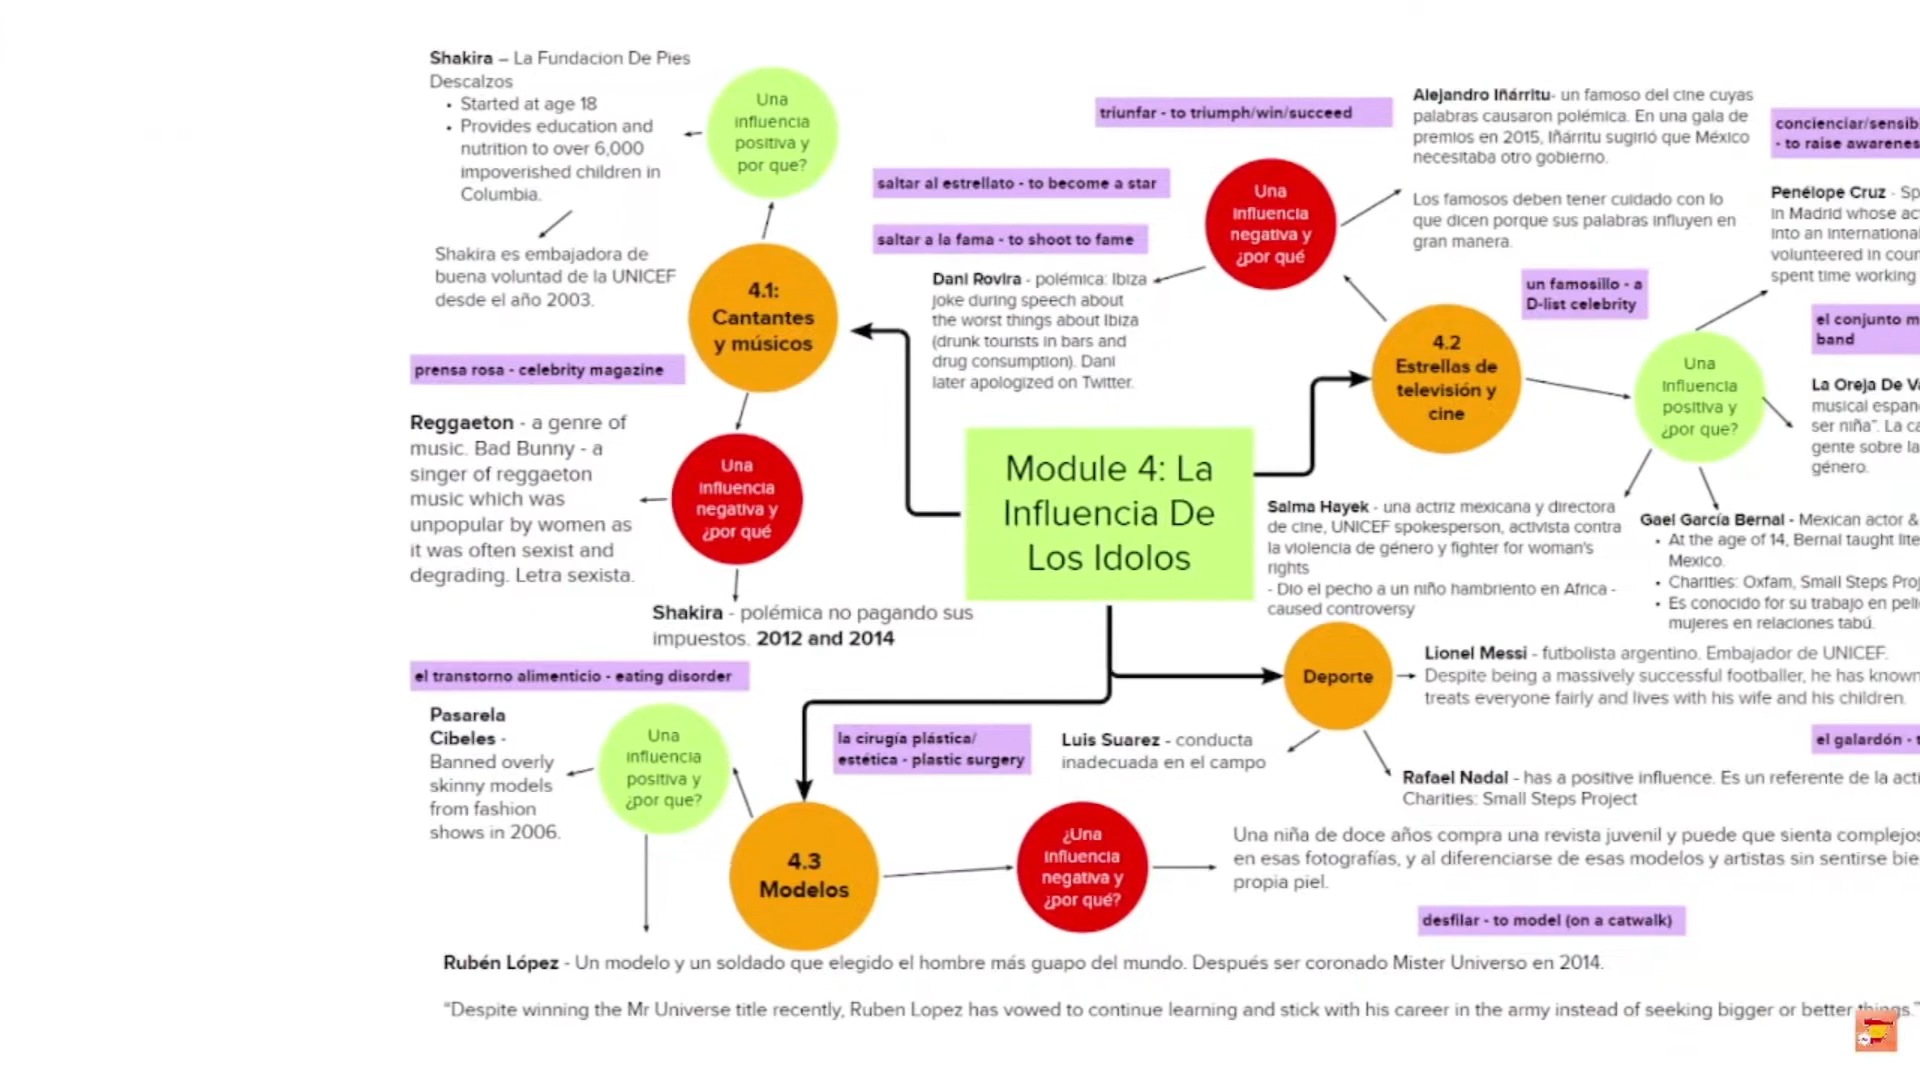 Shakira – La Fundacion De Pies
Descalzos
• Started at age 18
• Provides education and
nutrition to over 6,000
impoverished children in
Columbia.
Shakira es embajadora de
buena voluntad de la UNICEF
desde el año 2003.
Una
influencia
positiva y
por que?
4.1:
Cantantes
y músicos
prensa rosa - celebrity magazine
Reggaeton - a genre of
music. Bad Bunny - a
singer of reggaeton
music which was
unpopular by women as
it was often sexist and
degrading. Letra sexista.
Una
influencia
negativa y
¿por qué
Shakira - polémica no pagando sus
impuestos. 2012 and 2014
triunfar - to triumph/win/succeed
saltar al estrellato - to become a star
saltar a la fama - to shoot to fame
Dani Rovira - polémica: Ibiza
joke during speech about
the worst things about Ibiza
(drunk tourists in bars and
drug consumption). Dani
later apologized on Twitter.
Una
influencia
negativa y
¿por qué
Alejandro Iñárritu- un famoso del cine cuyas
palabras causaron polémica. En una gala de
premios en 2015, Iñárritu sugirió que México
necesitaba otro gobierno.
Los famosos deben tener cuidado con lo
que dicen porque sus palabras influyen en
gran manera.
concienciar/sensib
- to raise awarenes
Penélope Cruz - Sp
in Madrid whose ac
into an international
volunteered in cour
spent time working
un famosillo - a
D-list celebrity
4.2
Estrellas de
televisión y
cine
Una
influencia
positiva y
¿por que?
el conjunto m
band
La Oreja De Va
musical espan
ser niña". La ca
gente sobre la
género.
Module 4: La
Influencia De
Los Idolos
Salma Hayek - una actriz mexicana y directora
de cine, UNICEF spokesperson, activista contra
la violencia de género y fighter for woman's
rights
- Dio el pecho a un niño hambriento en Africa -
caused controversy
Gael García Bernal - Mexican actor &
• At the age of 14, Bernal taught lite
Mexico.
• Charities: Oxfam, Small Steps Proj
• Es conocido for su trabajo en pelí
mujeres en relaciones tabú.
Deporte
Lionel Messi - futbolista argentino. Embajador de UNICEF.
Despite being a massively successful footballer, he has known
treats everyone fairly and lives with his wife and his children.
Luis Suarez - conducta
inadecuada en el campo
el galardón - t
Rafael Nadal - has a positive influence. Es un referente de la acti
Charities: Small Steps Project
el transtorno alimenticio - eating disorder
Pasarela
Cibeles -
Banned overly
skinny models
from fashion
shows in 2006.
Una
influencia
positiva y
¿por que?
la cirugía plástica/
estética - plastic surgery
4.3
Modelos
¿Una
influencia
negativa y
¿por qué?
Una niña de doce años compra una revista juvenil y puede que sienta complejos
en esas fotografías, y al diferenciarse de esas modelos y artistas sin sentirse bie
propia piel.
desfilar - to model (on a catwalk)
Rubén López - Un modelo y un soldado que elegido el hombre más guapo del mundo. Después ser coronado Mister Universo en 2014.
“Despite winning the Mr Universe title recently, Ruben Lopez has vowed to continue learning and stick with his career in the army instead of seeking bigger or better things.”